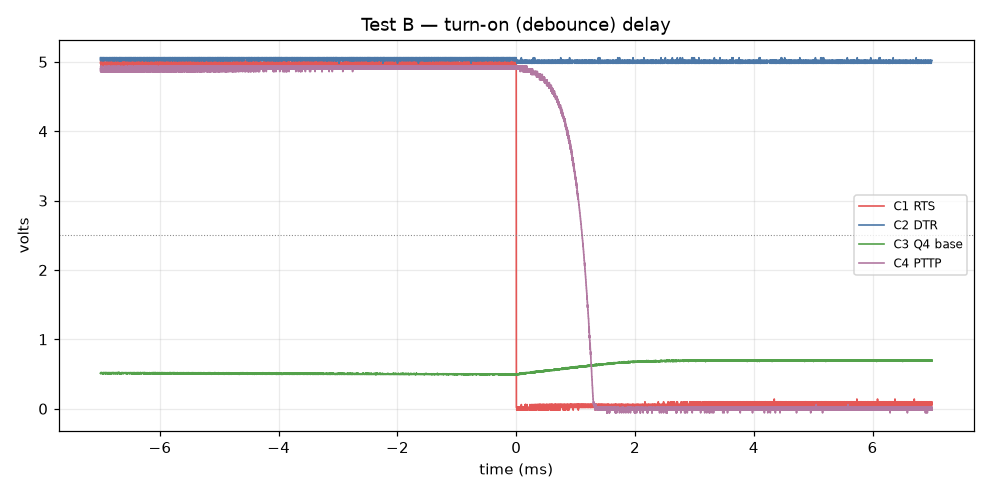 Test B — turn-on (debounce) delay
volts
5
4
3
2
1
0
C1 RTS
C2 DTR
C3 Q4 base
C4 PTTP
−6 −4 −2 0 2 4 6
time (ms)